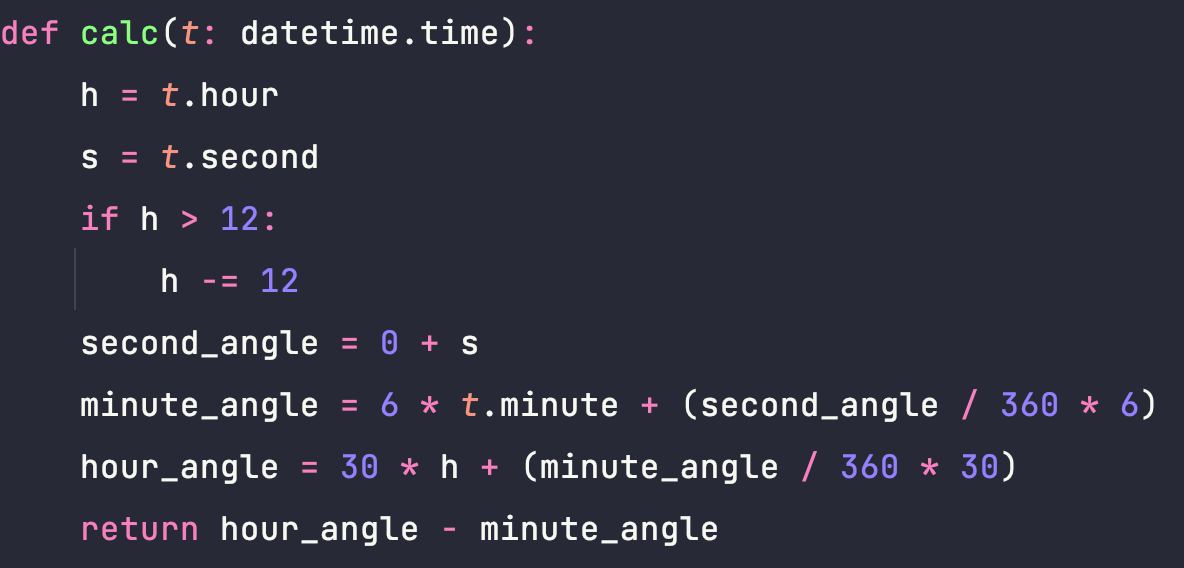 def calc(t: datetime.time):
    h = t.hour
    s = t.second
    if h > 12:
        h -= 12
    second_angle = 0 + s
    minute_angle = 6 * t.minute + (second_angle / 360 * 6)
    hour_angle = 30 * h + (minute_angle / 360 * 30)
    return hour_angle - minute_angle